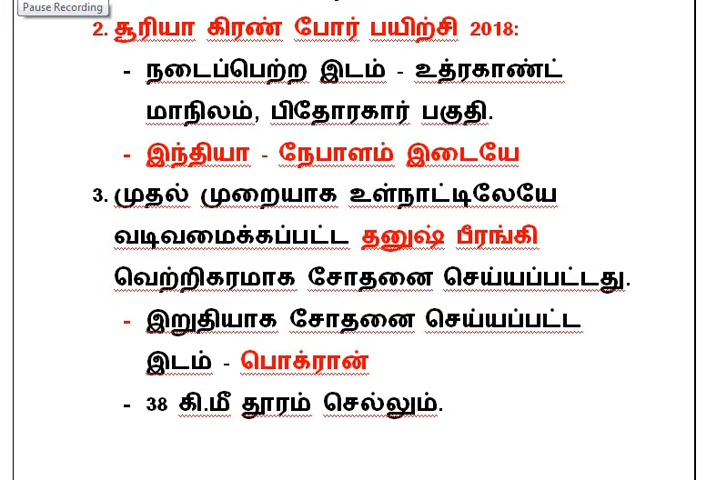 Pause Recording
2. சூரியா கிரண் போர் பயிற்சி 2018:
- நடைப்பெற்ற இடம் - உத்ரகாண்ட்
மாநிலம், பிதோரகார் பகுதி.
- இந்தியா - நேபாளம் இடையே
3. முதல் முறையாக உள்நாட்டிலேயே
வடிவமைக்கப்பட்ட தனுஷ் பீரங்கி
வெற்றிகரமாக சோதனை செய்யப்பட்டது.
- இறுதியாக சோதனை செய்யப்பட்ட
இடம் - பொக்ரான்
- 38 கி.மீ தூரம் செல்லும்.